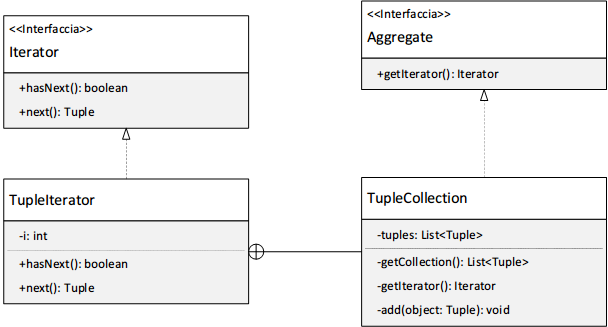 <<Interfaccia>>
Iterator
+hasNext(): boolean
+next(): Tuple
<<Interfaccia>>
Aggregate
+getIterator(): Iterator
TupleIterator
-i: int
+hasNext(): boolean
+next(): Tuple
TupleCollection
-tuples: List<Tuple>
-getCollection(): List<Tuple>
-getIterator(): Iterator
-add(object: Tuple): void